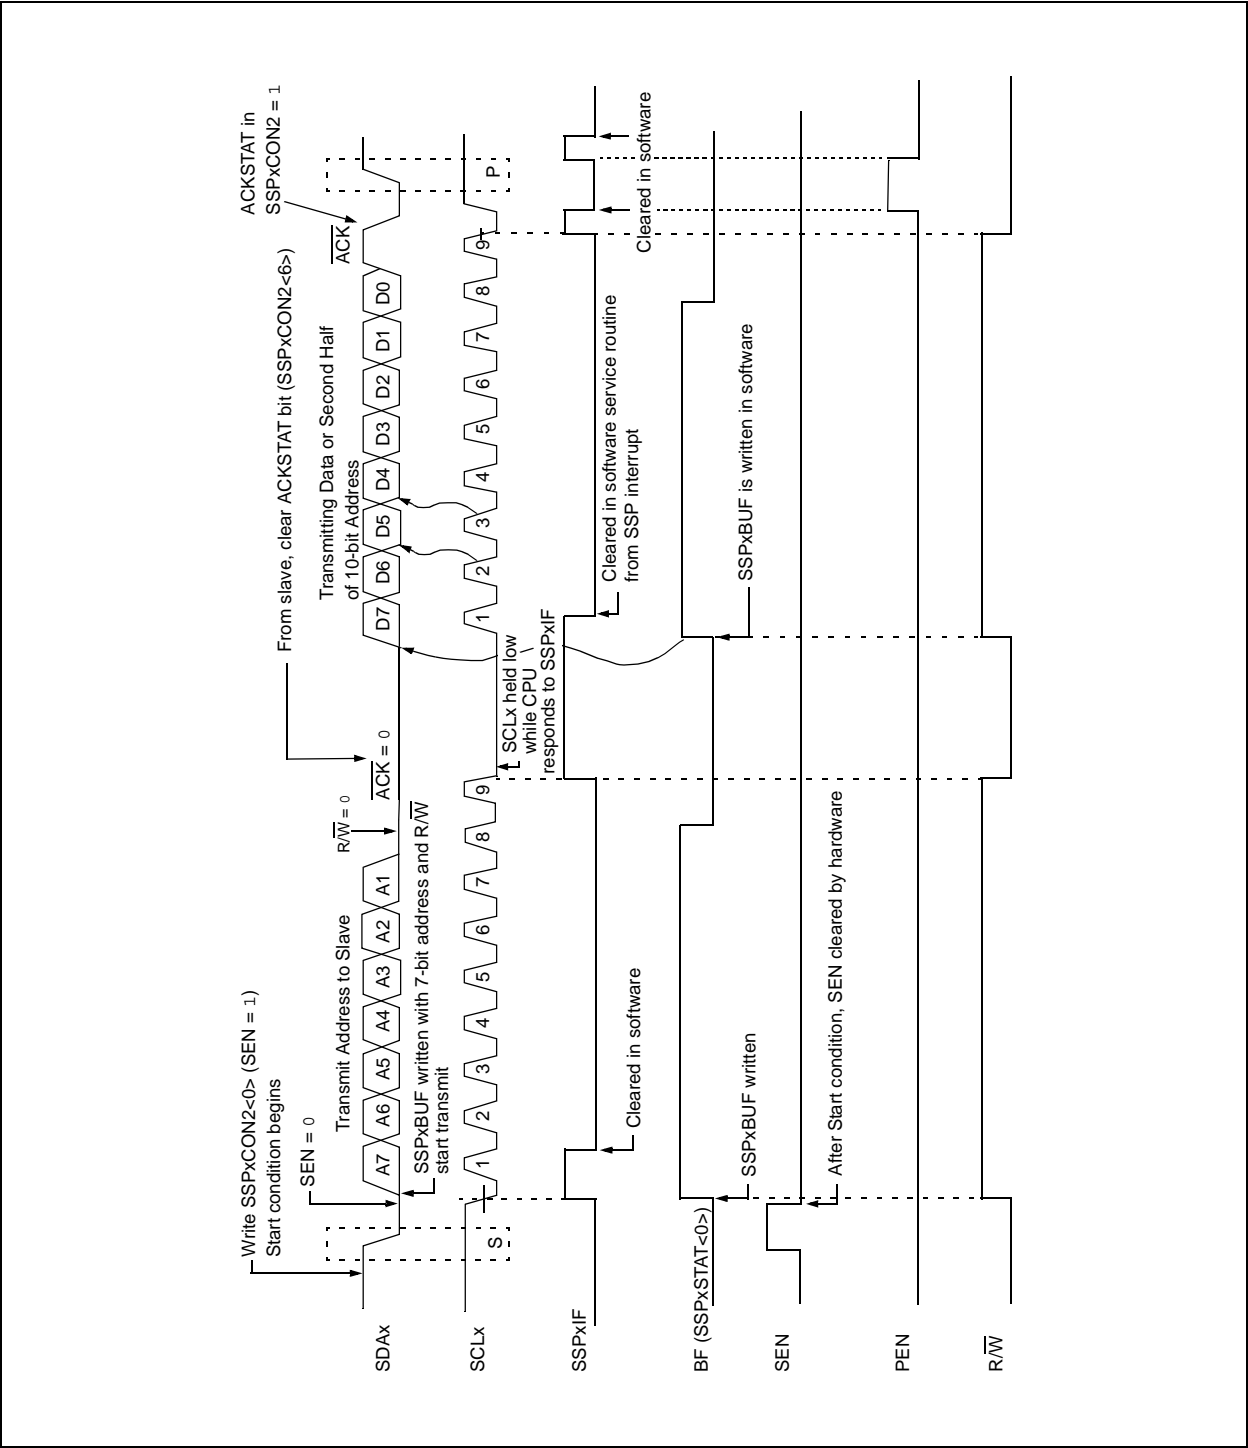 Write SSPxCON2<0> (SEN = 1)
Start condition begins
SEN = 0
From slave, clear ACKSTAT bit (SSPxCON2<6>)
ACKSTAT in
SSPxCON2 = 1
Transmit Address to Slave
R/W = 0
ACK = 0
Transmitting Data or Second Half
of 10-bit Address
ACK
SDAx
A7 A6 A5 A4 A3 A2 A1
D7 D6 D5 D4 D3 D2 D1 D0
SSPxBUF written with 7-bit address and R/W
start transmit
SCLx
S
1 2 3 4 5 6 7 8 9
1 2 3 4 5 6 7 8 9
P
SCLx held low
while CPU
responds to SSPxIF
SSPxIF
Cleared in software
Cleared in software service routine
from SSP interrupt
Cleared in software
BF (SSPxSTAT<0>)
SSPxBUF written
SSPxBUF is written in software
SEN
After Start condition, SEN cleared by hardware
PEN
R/W